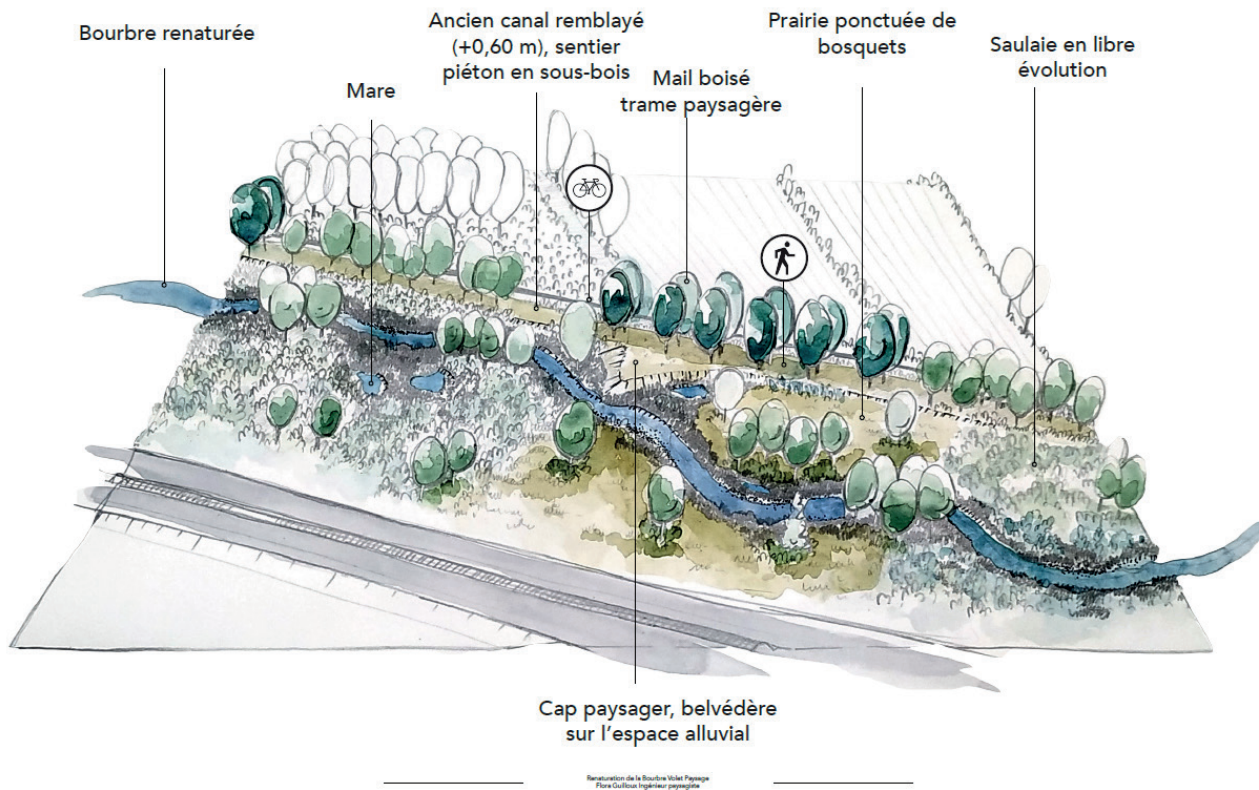 Bourbre renaturée
Mare
Ancien canal remblayé
(+0,60 m), sentier
piéton en sous-bois
Mail boisé
trame paysagère
Prairie ponctuée de
bosquets
Saulaie en libre
évolution
Cap paysager, belvédère
sur l’espace alluvial
Renaturation de la Bourbre Volet Paysage
Flora Guilloux Ingénieur paysagiste